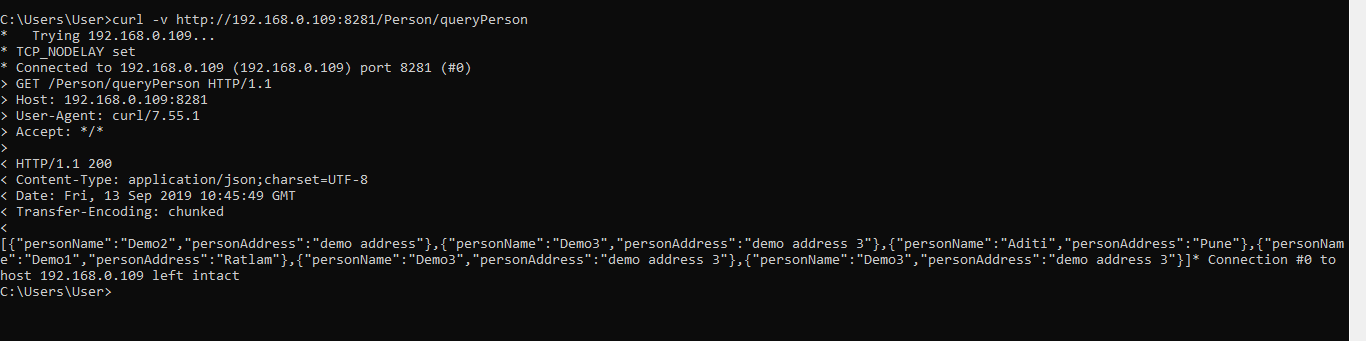 C:\Users\User>curl -v http://192.168.0.109:8281/Person/queryPerson
*   Trying 192.168.0.109...
* TCP_NODELAY set
* Connected to 192.168.0.109 (192.168.0.109) port 8281 (#0)
> GET /Person/queryPerson HTTP/1.1
> Host: 192.168.0.109:8281
> User-Agent: curl/7.55.1
> Accept: */*
>
< HTTP/1.1 200
< Content-Type: application/json;charset=UTF-8
< Date: Fri, 13 Sep 2019 10:45:49 GMT
< Transfer-Encoding: chunked
<
[{"personName":"Demo2","personAddress":"demo address"},{"personName":"Demo3","personAddress":"demo address 3"},{"personName":"Aditi","personAddress":"Pune"},{"personNam
e":"Demo1","personAddress":"Ratlam"},{"personName":"Demo3","personAddress":"demo address 3"},{"personName":"Demo3","personAddress":"demo address 3"}]* Connection #0 to
host 192.168.0.109 left intact
C:\Users\User>